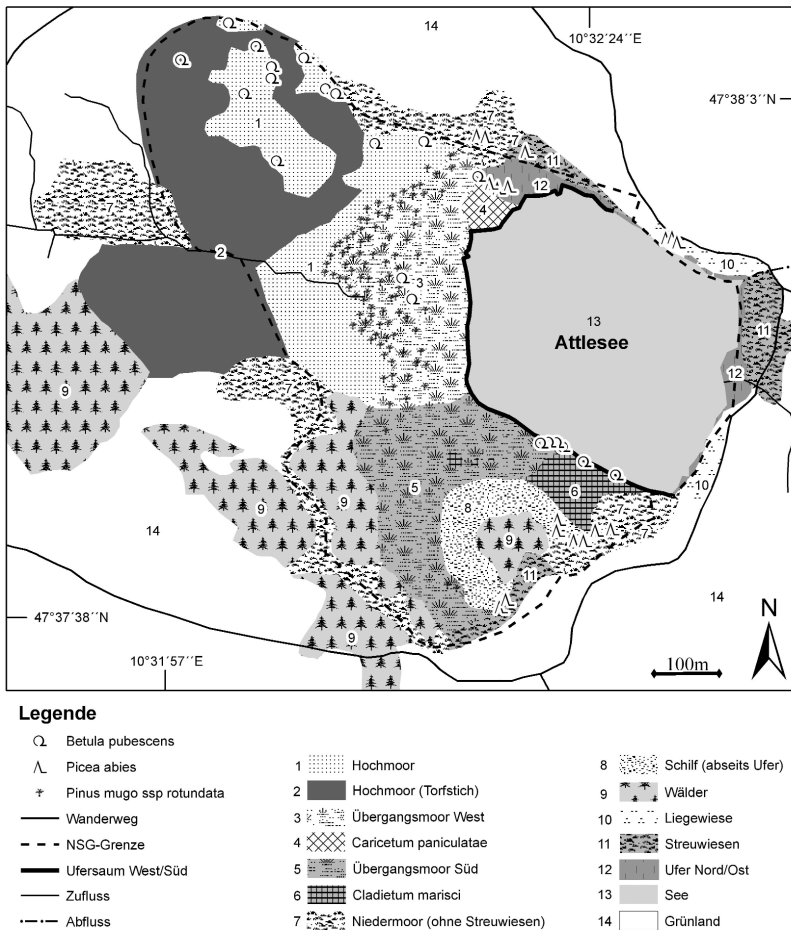 14
10°32´24´´E
47°38´3´´N
1
7
7
11
12
4
7
2
1
3
10
13
Attlesee
11
12
9
7
5
9
9
6
10
8
7
9
7
14
11
14
47°37´38´´N
9
N
10°31´57´´E
100m
Legende
Betula pubescens
Picea abies
Pinus mugo ssp rotundata
Wanderweg
NSG-Grenze
Ufersaum West/Süd
Zufluss
Abfluss
1 Hochmoor
2 Hochmoor (Torfstich)
3 Übergangsmoor West
4 Caricetum paniculatae
5 Übergangsmoor Süd
6 Cladietum marisci
7 Niedermoor (ohne Streuwiesen)
8 Schilf (abseits Ufer)
9 Wälder
10 Liegewiese
11 Streuwiesen
12 Ufer Nord/Ost
13 See
14 Grünland